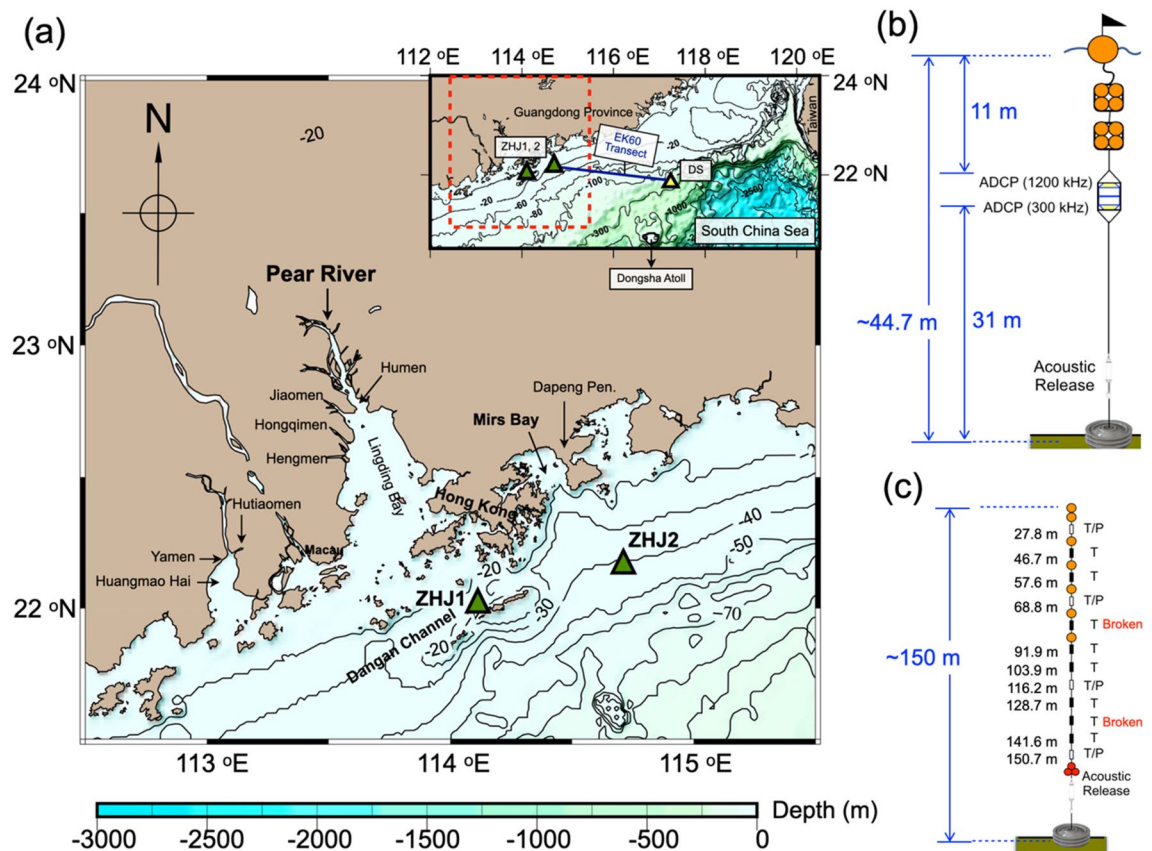 (a)
112 °E
114 °E
116 °E
118 °E
120 °E
24 °N
24 °N
N
-20
Guangdong Province
Taiwan
ZHJ1, 2
EK60
Transect
-20
DS
22 °N
-100
-20
-60
-80
-1000
-2500
-300
South China Sea
Dongsha Atoll
Pear River
23 °N
Humen
Jiaomen
Dapeng Pen.
Hongqimen
Mirs Bay
Hengmen
Lingding Bay
Hong Kong
Hutiaomen
Macau
Yamen
Huangmao Hai
-40
-50
ZHJ2
-20
-30
-70
22 °N
ZHJ1
Dangan Channel
-20
113 °E
114 °E
115 °E
Depth (m)
-3000
-2500
-2000
-1500
-1000
-500
0
(b)
11 m
ADCP (1200 kHz)
ADCP (300 kHz)
~44.7 m
31 m
Acoustic
Release
(c)
~150 m
27.8 m T/P
46.7 m T
57.6 m T
68.8 m T/P
T Broken
91.9 m T
103.9 m T
116.2 m T/P
128.7 m T
T Broken
141.6 m T
150.7 m T/P
Acoustic
Release